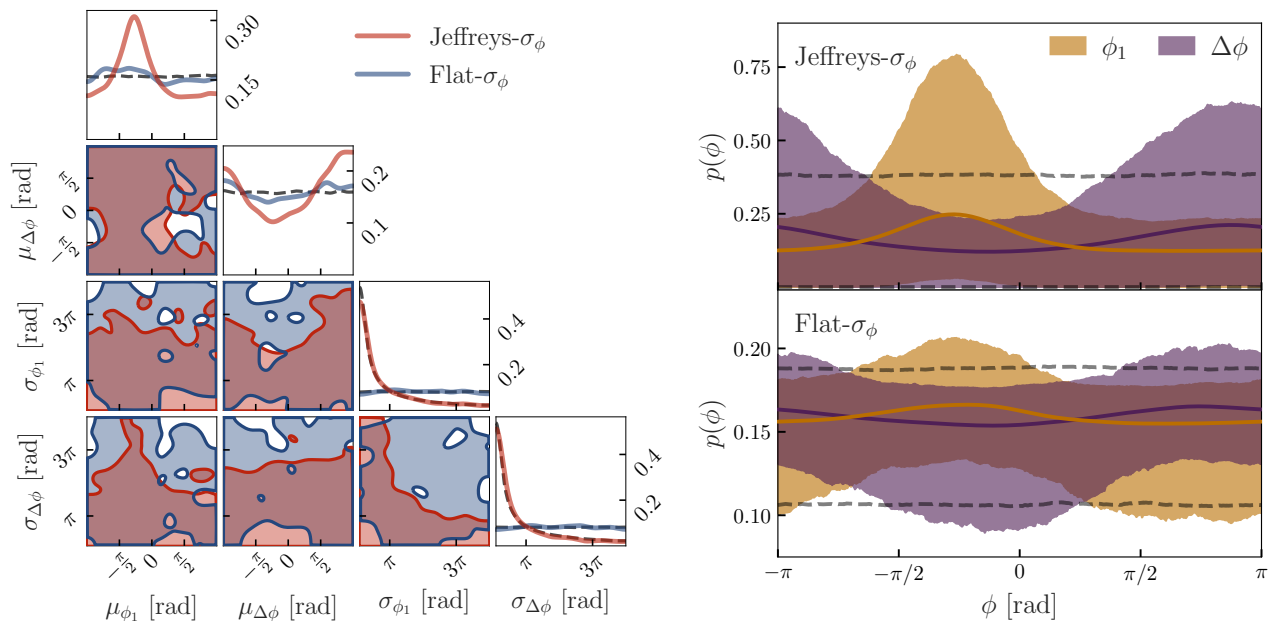 0.30
0.15
Jeffreys-σ_ϕ
Flat-σ_ϕ
μ_Δϕ [rad]
π/2
0
−π/2
0.2
0.1
σ_ϕ₁ [rad]
3π
π
0.4
0.2
σ_Δϕ [rad]
3π
π
0.4
0.2
−π/2 0 π/2
−π/2 0 π/2
π 3π
π 3π
μ_ϕ₁ [rad]
μ_Δϕ [rad]
σ_ϕ₁ [rad]
σ_Δϕ [rad]
Jeffreys-σ_ϕ
ϕ₁ Δϕ
p(ϕ)
0.75
0.50
0.25
Flat-σ_ϕ
p(ϕ)
0.20
0.15
0.10
−π −π/2 0 π/2 π
ϕ [rad]